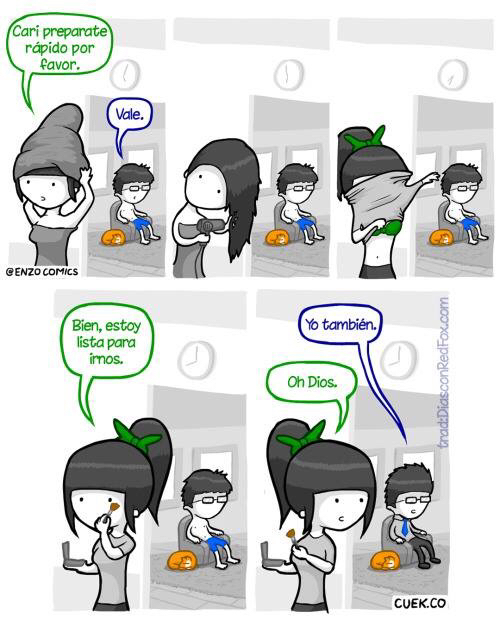 Cari preparate
rápido por
favor.
Vale.
@ENZO COMICS
Bien, estoy
lista para
irnos.
Yo también.
Oh Dios.
tradDiasconRedFox.com
CUEK.CO